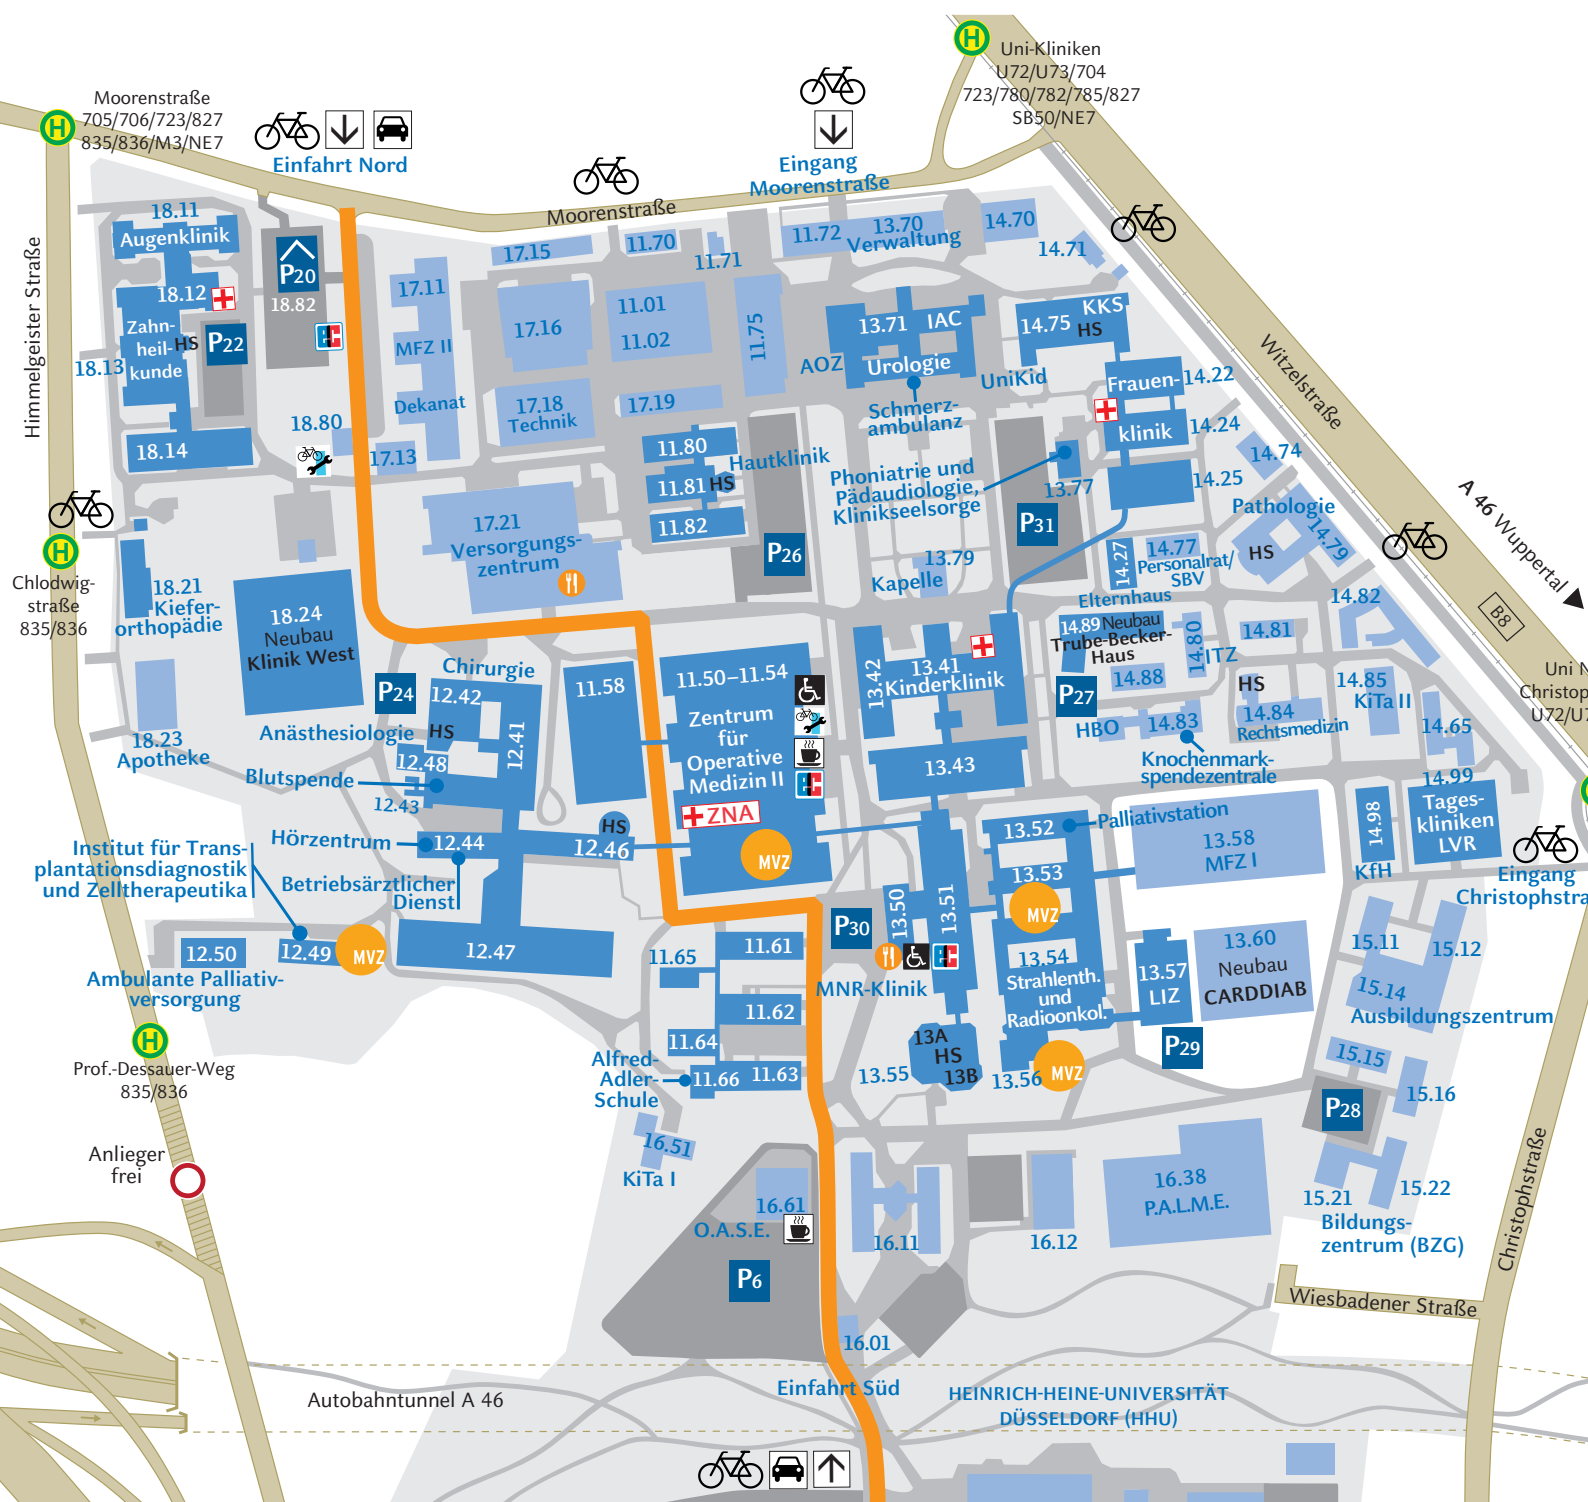 H
Uni-Kliniken
U72/U73/704
723/780/782/785/827
SB50/NE7
H
Moorenstraße
705/706/723/827
835/836/M3/NE7
Einfahrt Nord
Eingang
Moorenstraße
Moorenstraße
Himmelgeister Straße
18.11
Augenklinik
18.12
Zahn-
heil-
kunde
HS
18.13
18.14
P22
P20
18.82
18.80
17.11
MFZ II
Dekanat
17.13
17.15
17.16
17.18
Technik
11.70
11.71
11.01
11.02
17.19
11.75
11.72
13.70
Verwaltung
14.70
14.71
13.71
IAC
AOZ
Urologie
Schmerz-
ambulanz
UniKid
14.75
KKS
HS
Frauen-
klinik
14.22
14.24
14.25
14.74
Witzelstraße
A 46 Wuppertal
B8
11.80
11.81
HS
11.82
Hautklinik
P26
Phoniatrie und
Pädaudiologie,
Klinikseelsorge
13.77
P31
13.79
Kapelle
Pathologie
HS
14.79
14.27
14.77
Personalrat/
SBV
Elternhaus
14.82
17.21
Versorgungs-
zentrum
H
Chlodwig-
straße
835/836
18.21
Kiefer-
orthopädie
18.24
Neubau
Klinik West
18.23
Apotheke
P24
Chirurgie
12.42
12.41
HS
Anästhesiologie
12.48
Blutspende
12.43
Hörzentrum
12.44
Betriebsärztlicher
Dienst
HS
12.46
12.47
Institut für Trans-
plantationsdiagnostik
und Zelltherapeutika
12.50
12.49
MVZ
Ambulante Palliativ-
versorgung
11.58
11.50–11.54
Zentrum
für
Operative
Medizin II
ZNA
MVZ
13.42
13.41
Kinderklinik
13.43
14.89 Neubau
Trube-Becker-
Haus
14.80
ITZ
14.81
14.88
P27
HS
14.84
Rechtsmedizin
14.85
KiTa II
14.65
HBO
14.83
Knochenmark-
spendezentrale
Uni N
Christop
U72/U7
14.98
KfH
14.99
Tages-
kliniken
LVR
Eingang
Christophstra
13.50
13.51
13.52
Palliativstation
13.53
MVZ
13.54
Strahlenth.
und
Radioonkol.
13.58
MFZ I
13.57
LIZ
13.60
Neubau
CARDDIAB
P29
P30
MNR-Klinik
13A
HS
13B
13.55
13.56
MVZ
15.11
15.12
15.14
Ausbildungszentrum
15.15
15.16
P28
15.21
15.22
Bildungs-
zentrum (BZG)
11.61
11.65
11.62
11.64
11.63
11.66
Alfred-
Adler-
Schule
16.51
KiTa I
16.61
O.A.S.E.
P6
16.11
16.12
16.38
P.A.L.M.E.
16.01
Einfahrt Süd
H
Prof.-Dessauer-Weg
835/836
Anlieger
frei
Autobahntunnel A 46
HEINRICH-HEINE-UNIVERSITÄT
DÜSSELDORF (HHU)
Wiesbadener Straße
Christophstraße